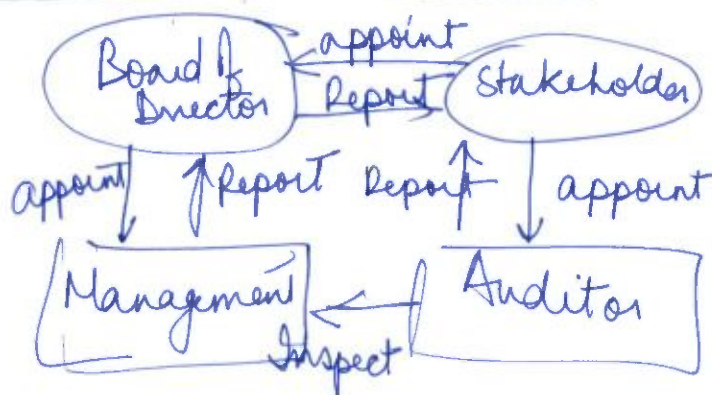 appoint
Board of
Director
Report
Stakeholder
appoint
Report
Report
appoint
Management
Auditor
Inspect